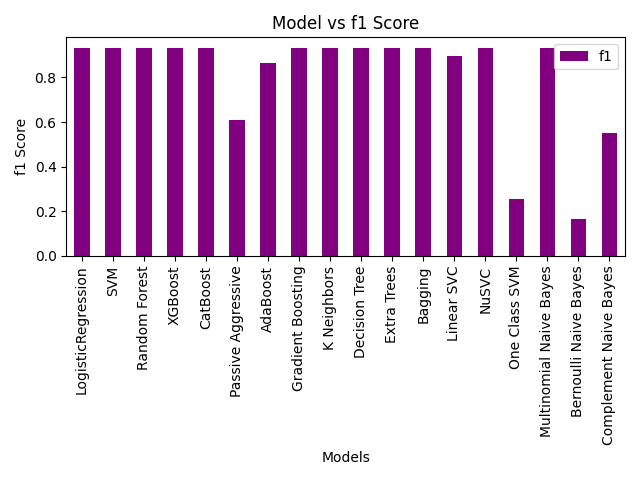 Model vs f1 Score
f1
f1 Score
0.8
0.6
0.4
0.2
0.0
LogisticRegression
SVM
Random Forest
XGBoost
CatBoost
Passive Aggressive
AdaBoost
Gradient Boosting
K Neighbors
Decision Tree
Extra Trees
Bagging
Linear SVC
NuSVC
One Class SVM
Multinomial Naive Bayes
Bernoulli Naive Bayes
Complement Naive Bayes
Models